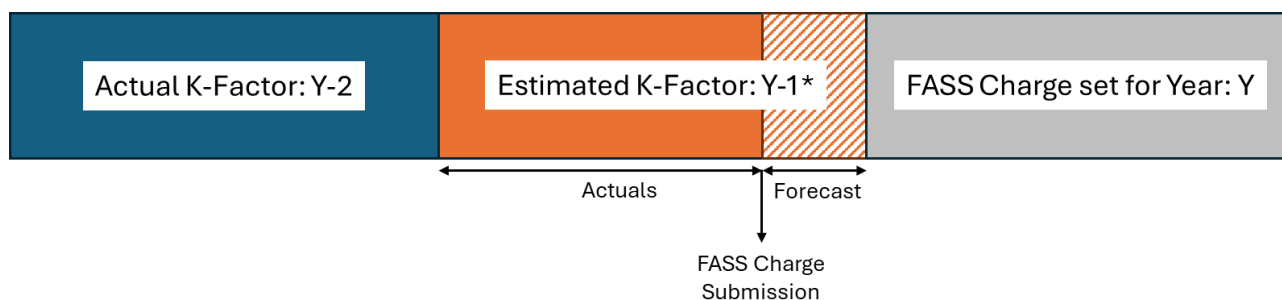 Actual K-Factor: Y-2
Estimated K-Factor: Y-1*
FASS Charge set for Year: Y
Actuals
Forecast
FASS Charge
Submission